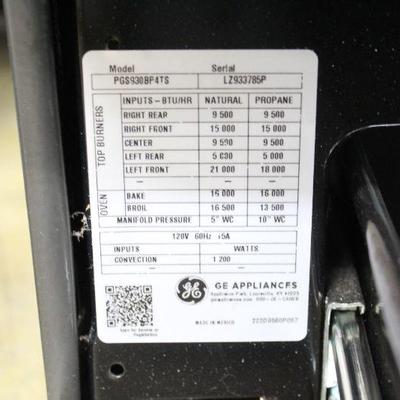 Model Serial
PGS930BP4TS LZ933785P
INPUTS-BTU/HR NATURAL PROPANE
TOP BURNERS
RIGHT REAR 9 500 9 500
RIGHT FRONT 15 000 15 000
CENTER 9 500 9 500
LEFT REAR 5 000 5 000
LEFT FRONT 21 000 18 000
— — —
OVEN
BAKE 16 000 16 000
BROIL 16 500 13 500
MANIFOLD PRESSURE 5" WC 10" WC
120V 60Hz 15A
INPUTS WATTS
CONVECTION 1 200
— —
GE APPLIANCES
Appliance Park, Louisville, KY 40225
MADE IN MEXICO